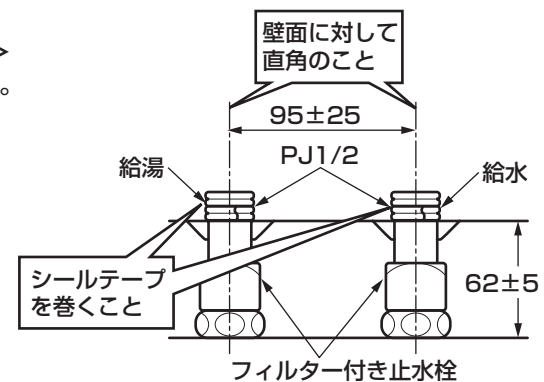 >
。
壁面に対して
直角のこと
95±25
給湯
PJ1/2
給水
シールテープ
を巻くこと
62±5
フィルター付き止水栓